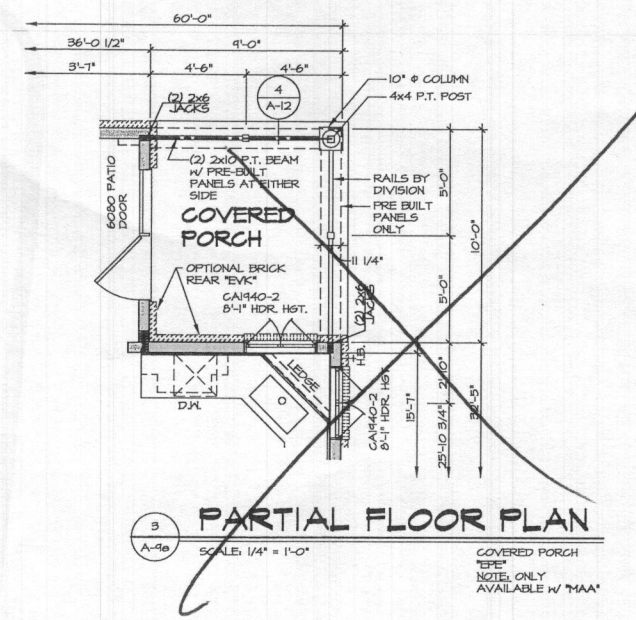 60'-0"
36'-0 1/2"
9'-0"
3'-7"
4'-6"
4'-6"
4
A-12
10" ϕ COLUMN
4x4 P.T. POST
(2) 2x6
JACKS
(2) 2x10 P.T. BEAM
W/ PRE-BUILT
PANELS AT EITHER
SIDE
6080 PATIO
DOOR
COVERED
PORCH
RAILS BY
DIVISION
PRE BUILT
PANELS
ONLY
5'-0"
10'-0"
5'-0"
11 1/4"
OPTIONAL BRICK
REAR "EVK"
CA1940-2
8'-1" HDR. HGT.
(2) 2x6
JACKS
H.B.
LEDGE
D.W.
CA1940-2
8'-1" HDR. HGT.
15'-7"
2'-10"
25'-10 3/4"
32'-5"
3
A-9a
PARTIAL FLOOR PLAN
SCALE: 1/4" = 1'-0"
COVERED PORCH
"EPE"
NOTE: ONLY
AVAILABLE W/ "MAA"